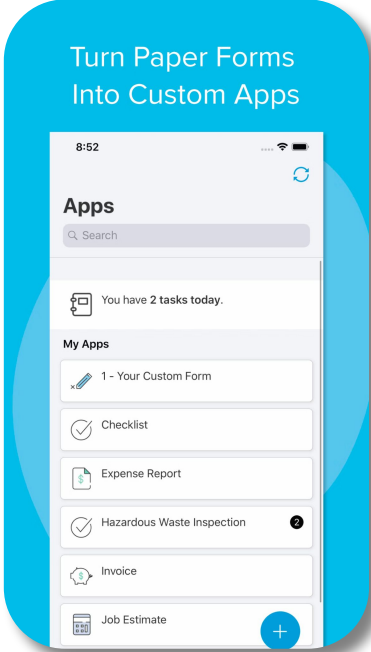 Turn Paper Forms
Into Custom Apps
8:52
Apps
Search
You have 2 tasks today.
My Apps
1 - Your Custom Form
Checklist
Expense Report
Hazardous Waste Inspection
2
Invoice
Job Estimate